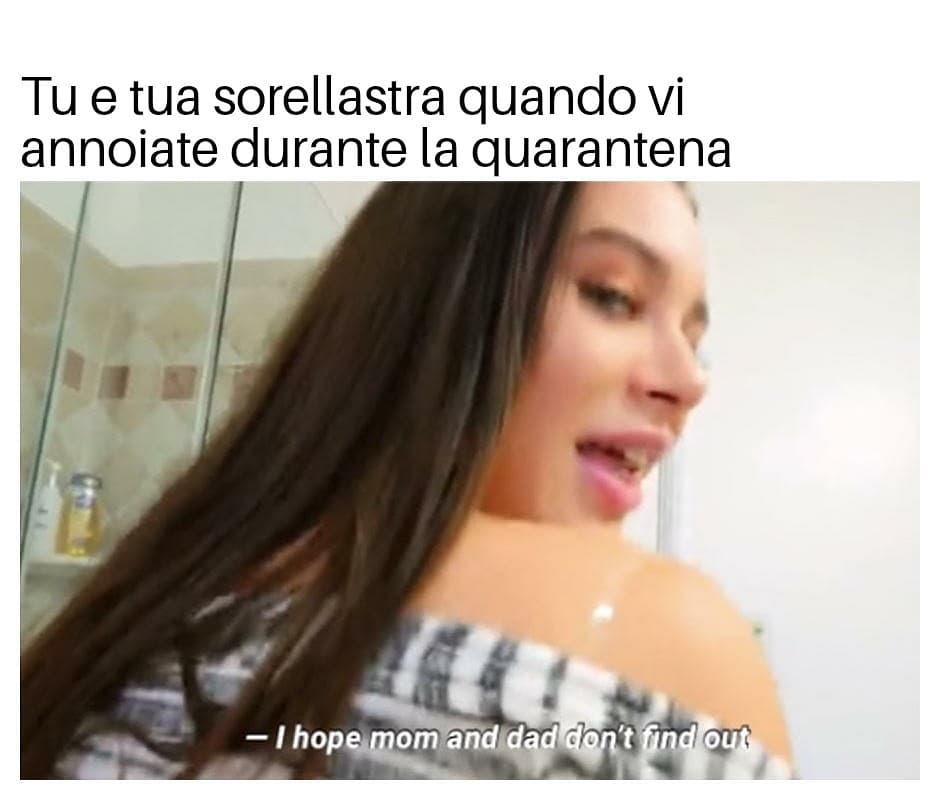 Tu e tua sorellastra quando vi
annoiate durante la quarantena
– I hope mom and dad don't find out